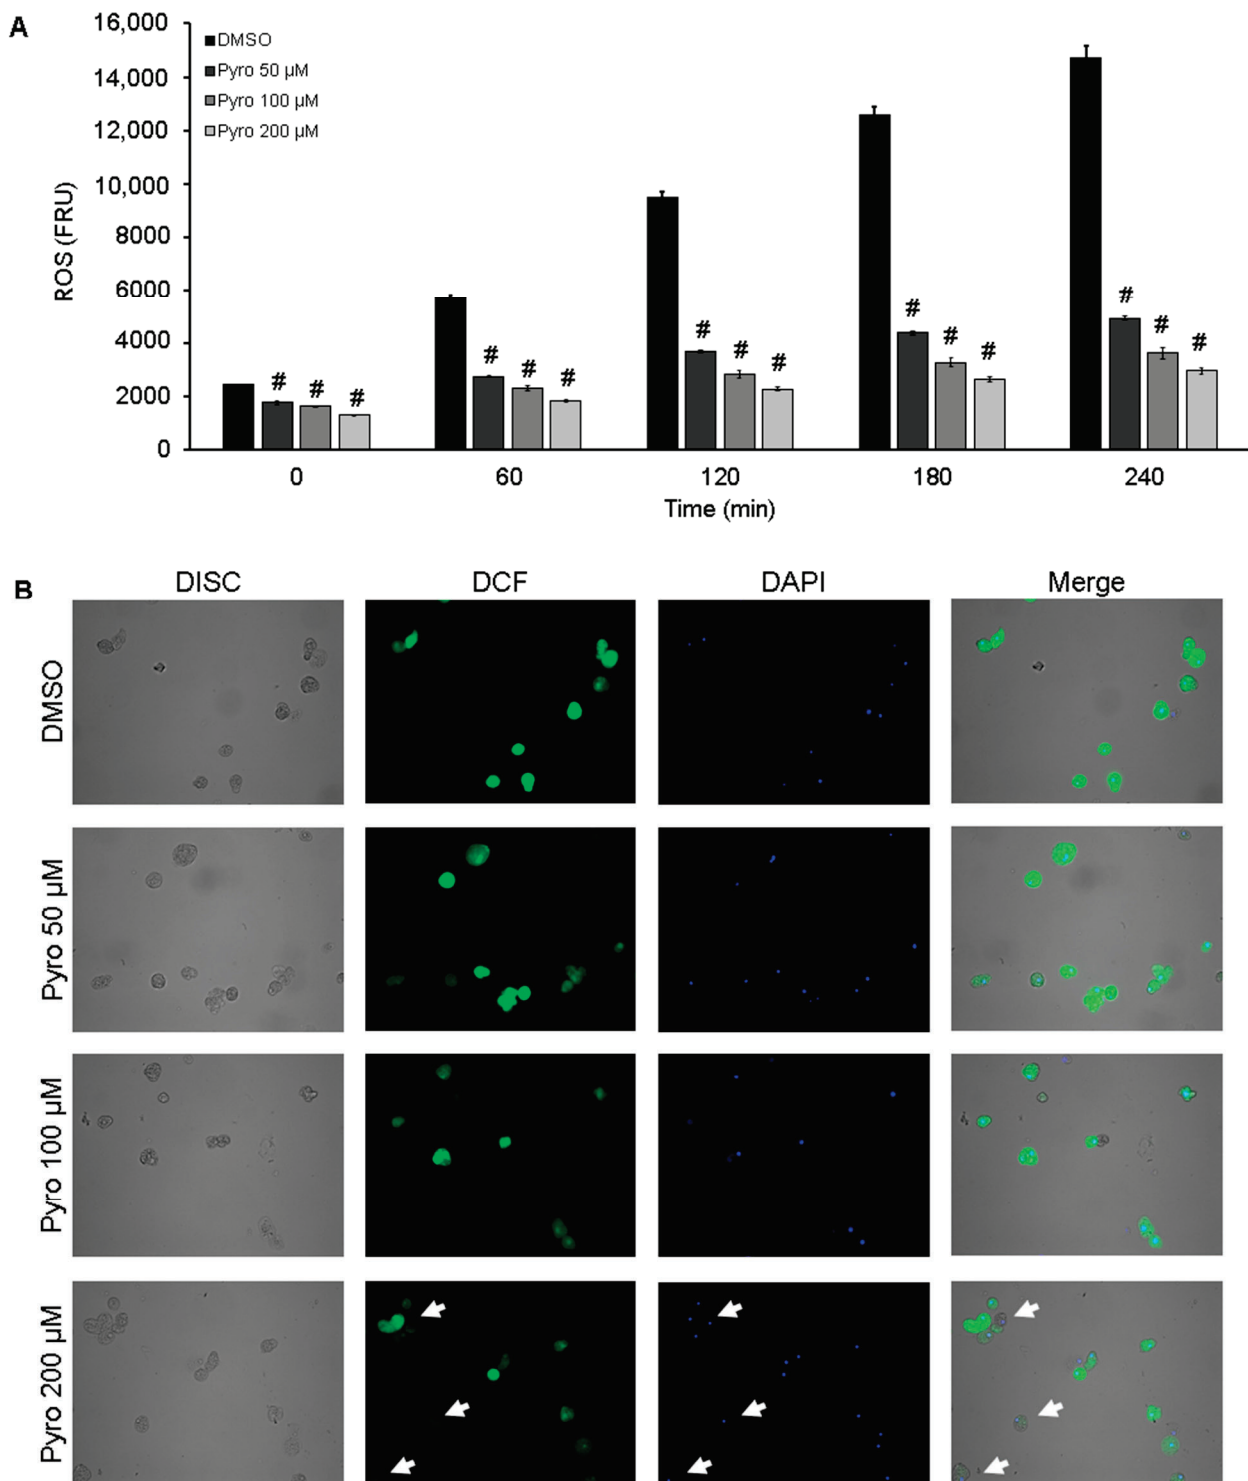 A
16,000
14,000
12,000
10,000
8000
6000
4000
2000
0
ROS (FRU)
DMSO
Pyro 50 µM
Pyro 100 µM
Pyro 200 µM
# # #
# # #
# # #
# # #
# # #
0 60 120 180 240
Time (min)
B
DISC DCF DAPI Merge
DMSO
Pyro 50 µM
Pyro 100 µM
Pyro 200 µM